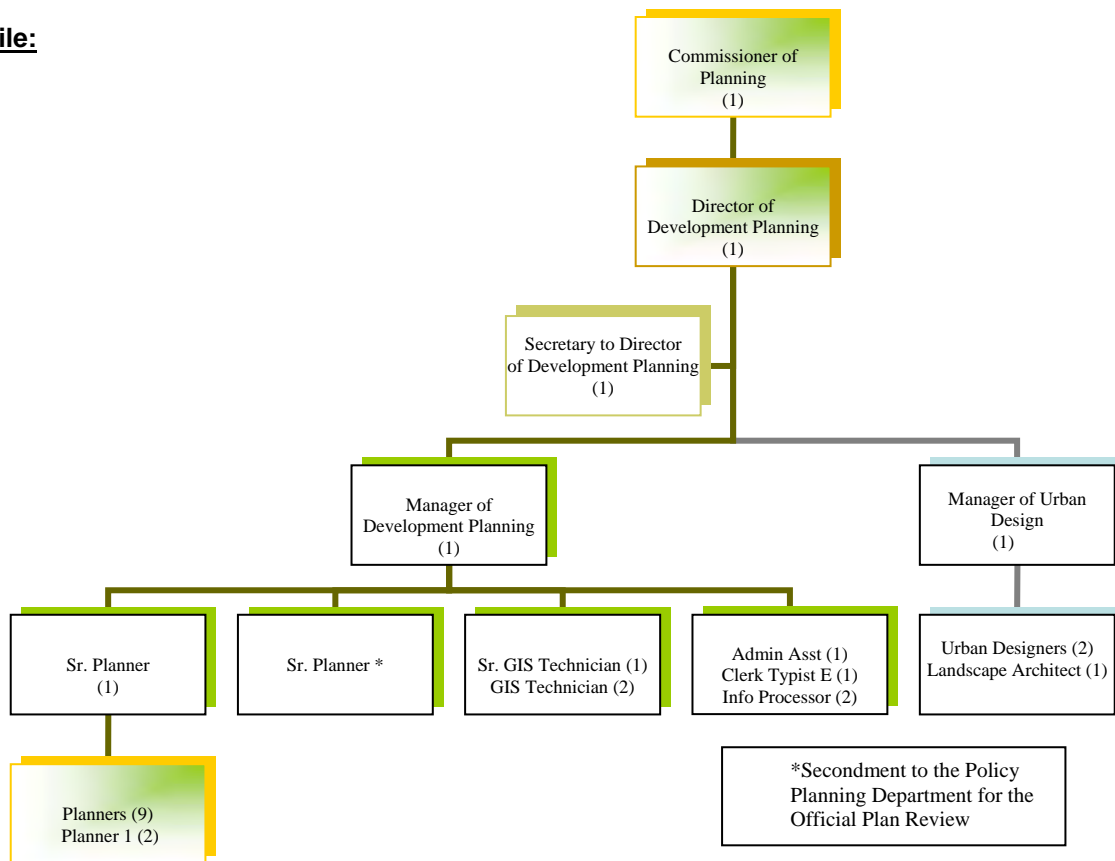 ile:
Commissioner of
Planning
(1)
Director of
Development Planning
(1)
Secretary to Director
of Development Planning
(1)
Manager of
Development Planning
(1)
Manager of Urban
Design
(1)
Sr. Planner
(1)
Sr. Planner *
Sr. GIS Technician (1)
GIS Technician (2)
Admin Asst (1)
Clerk Typist E (1)
Info Processor (2)
Urban Designers (2)
Landscape Architect (1)
Planners (9)
Planner 1 (2)
*Secondment to the Policy
Planning Department for the
Official Plan Review